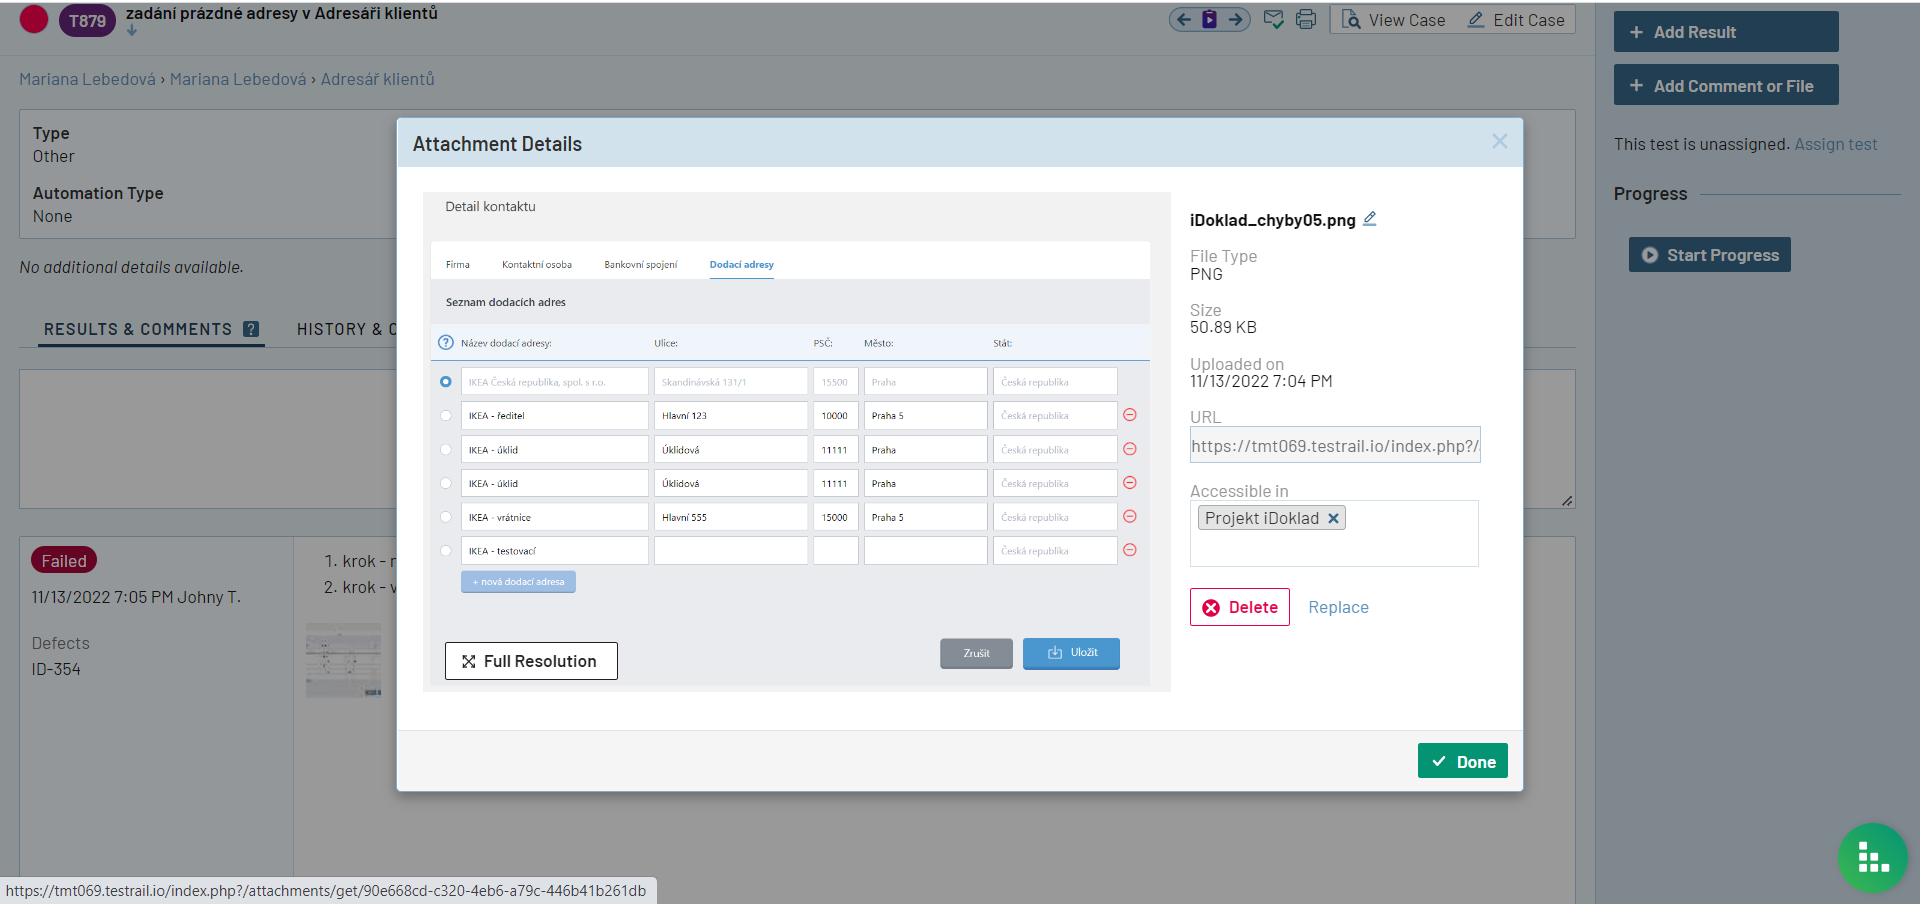 T879
zadání prázdné adresy v Adresáři klientů
View Case
Edit Case
Mariana Lebedová › Mariana Lebedová › Adresář klientů
Type
Other
Automation Type
None
No additional details available.
RESULTS & COMMENTS ?
HISTORY & C
Failed
11/13/2022 7:05 PM Johny T.
Defects
ID-354
1. krok -
2. krok -
Attachment Details
Detail kontaktu
Firma Kontaktní osoba Bankovní spojení Dodací adresy
Seznam dodacích adres
? Název dodací adresy: Ulice: PSČ: Město: Stát:
IKEA Česká republika, spol. s r.o. Skandinávská 131/1 15500 Praha Česká republika
IKEA - ředitel Hlavní 123 10000 Praha 5 Česká republika
IKEA - úklid Úklidová 11111 Praha Česká republika
IKEA - úklid Úklidová 11111 Praha Česká republika
IKEA - vrátnice Hlavní 555 15000 Praha 5 Česká republika
IKEA - testovací Česká republika
+ nová dodací adresa
Full Resolution
Zrušit
Uložit
iDoklad_chyby05.png
File Type
PNG
Size
50.89 KB
Uploaded on
11/13/2022 7:04 PM
URL
https://tmt069.testrail.io/index.php?/
Accessible in
Projekt iDoklad
Delete
Replace
Done
+ Add Result
+ Add Comment or File
This test is unassigned. Assign test
Progress
Start Progress
https://tmt069.testrail.io/index.php?/attachments/get/90e668cd-c320-4eb6-a79c-446b41b261db